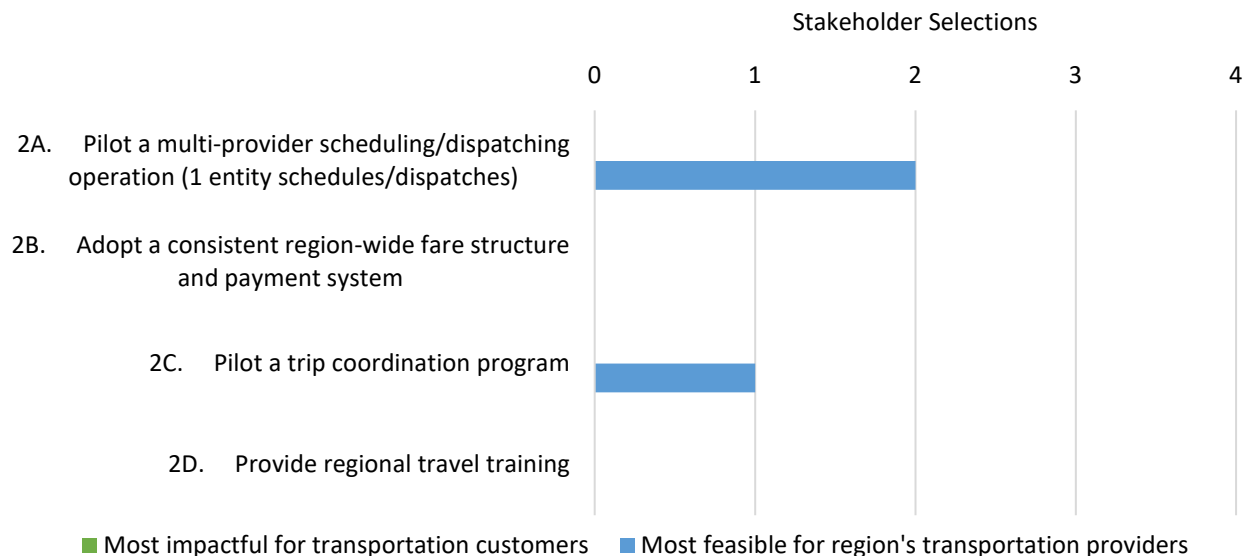 Stakeholder Selections
0 1 2 3 4
2A. Pilot a multi-provider scheduling/dispatching
operation (1 entity schedules/dispatches)
2B. Adopt a consistent region-wide fare structure
and payment system
2C. Pilot a trip coordination program
2D. Provide regional travel training
Most impactful for transportation customers Most feasible for region's transportation providers